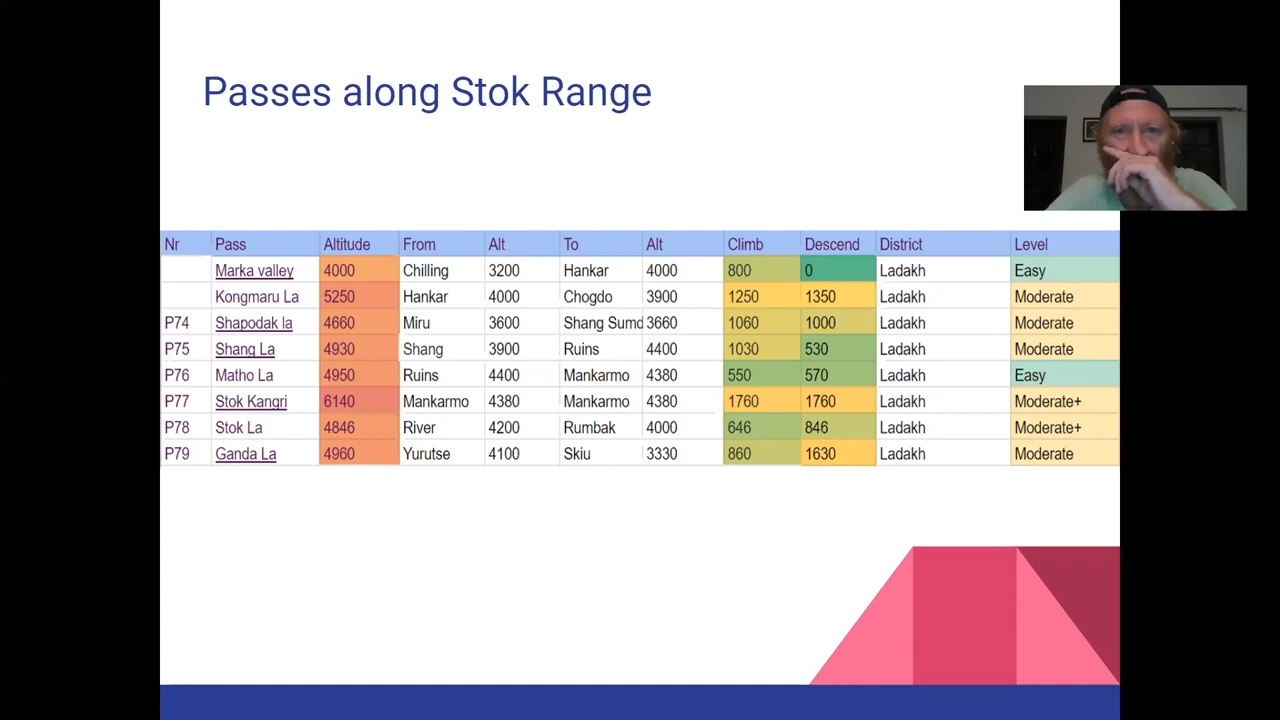 Passes along Stok Range
Nr Pass Altitude From Alt To Alt Climb Descend District Level
Marka valley 4000 Chilling 3200 Hankar 4000 800 0 Ladakh Easy
Kongmaru La 5250 Hankar 4000 Chogdo 3900 1250 1350 Ladakh Moderate
P74 Shapodak la 4660 Miru 3600 Shang Sumd 3660 1060 1000 Ladakh Moderate
P75 Shang La 4930 Shang 3900 Ruins 4400 1030 530 Ladakh Moderate
P76 Matho La 4950 Ruins 4400 Mankarmo 4380 550 570 Ladakh Easy
P77 Stok Kangri 6140 Mankarmo 4380 Mankarmo 4380 1760 1760 Ladakh Moderate+
P78 Stok La 4846 River 4200 Rumbak 4000 646 846 Ladakh Moderate+
P79 Ganda La 4960 Yurutse 4100 Skiu 3330 860 1630 Ladakh Moderate